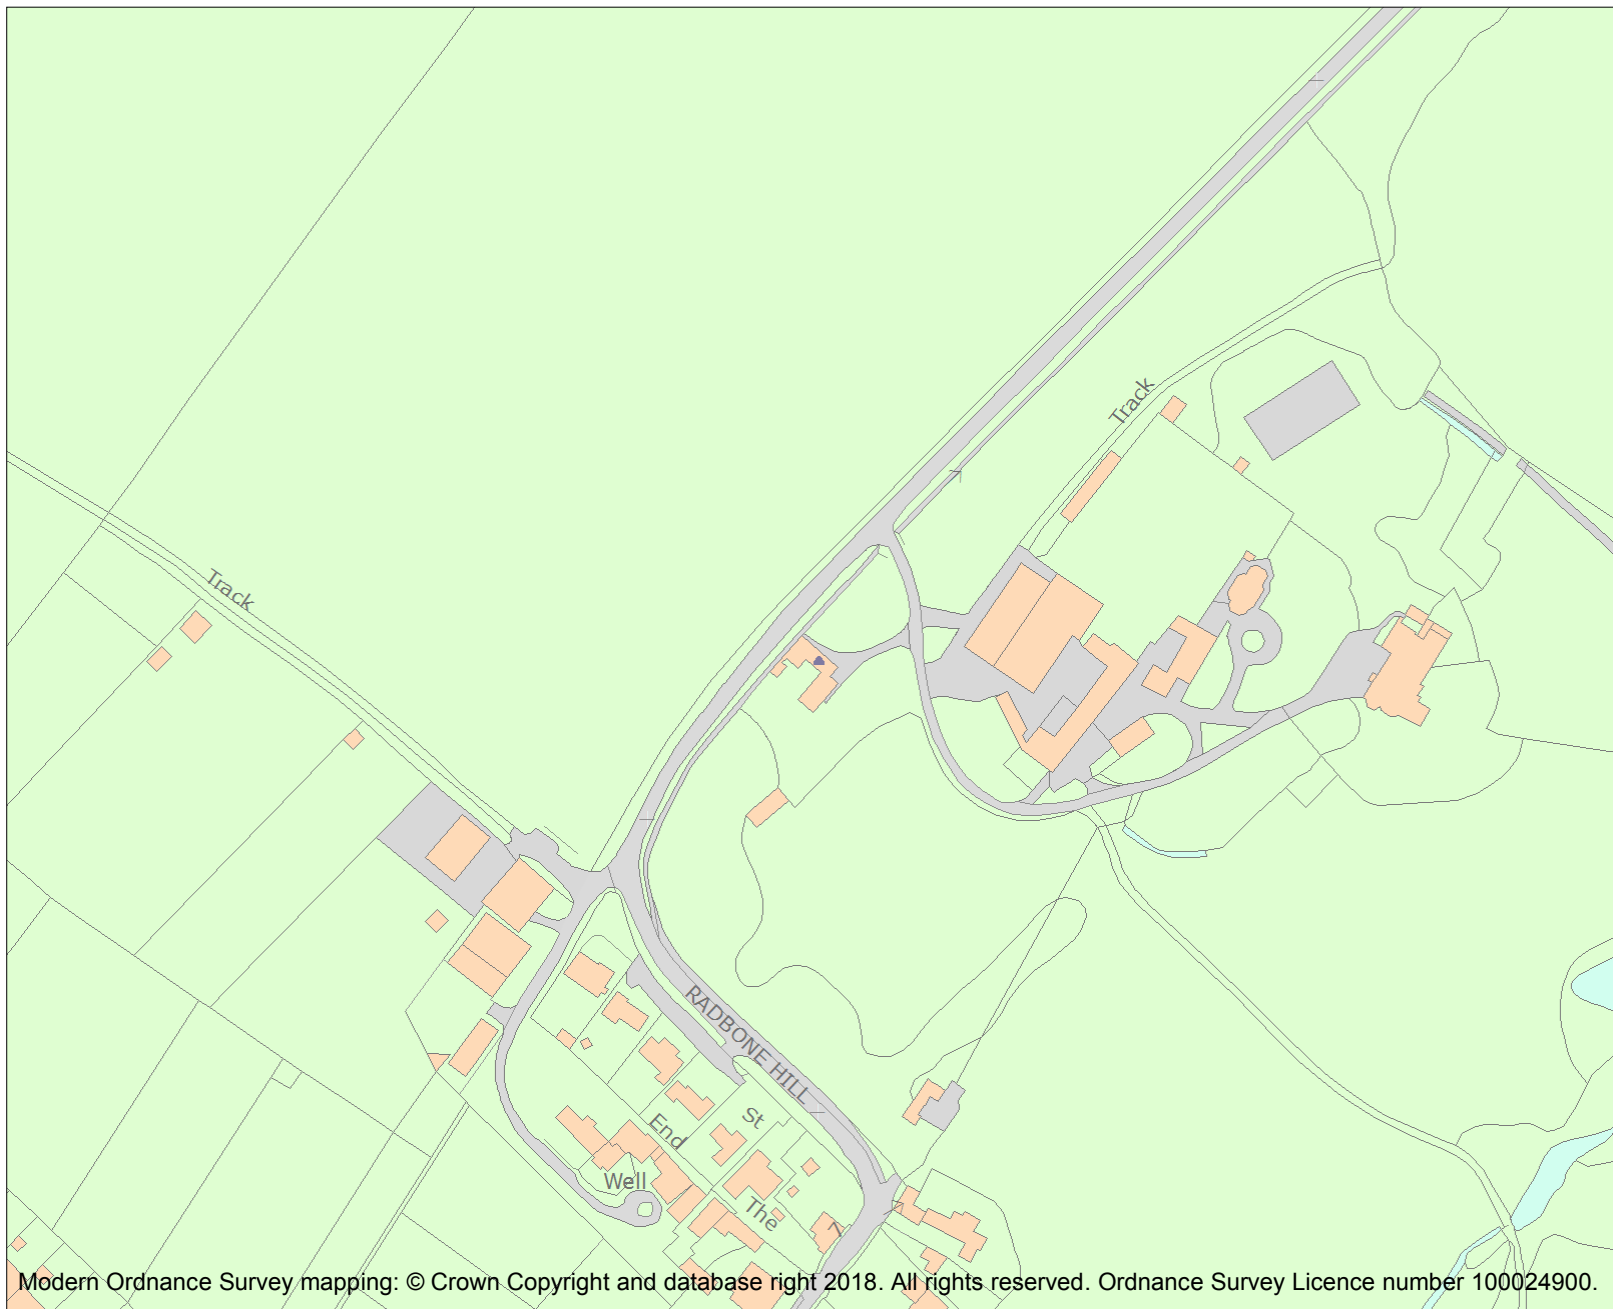 Track
Track
RADBONE HILL
St
End
Well
The
Modern Ordnance Survey mapping: © Crown Copyright and database right 2018. All rights reserved. Ordnance Survey Licence number 100024900.